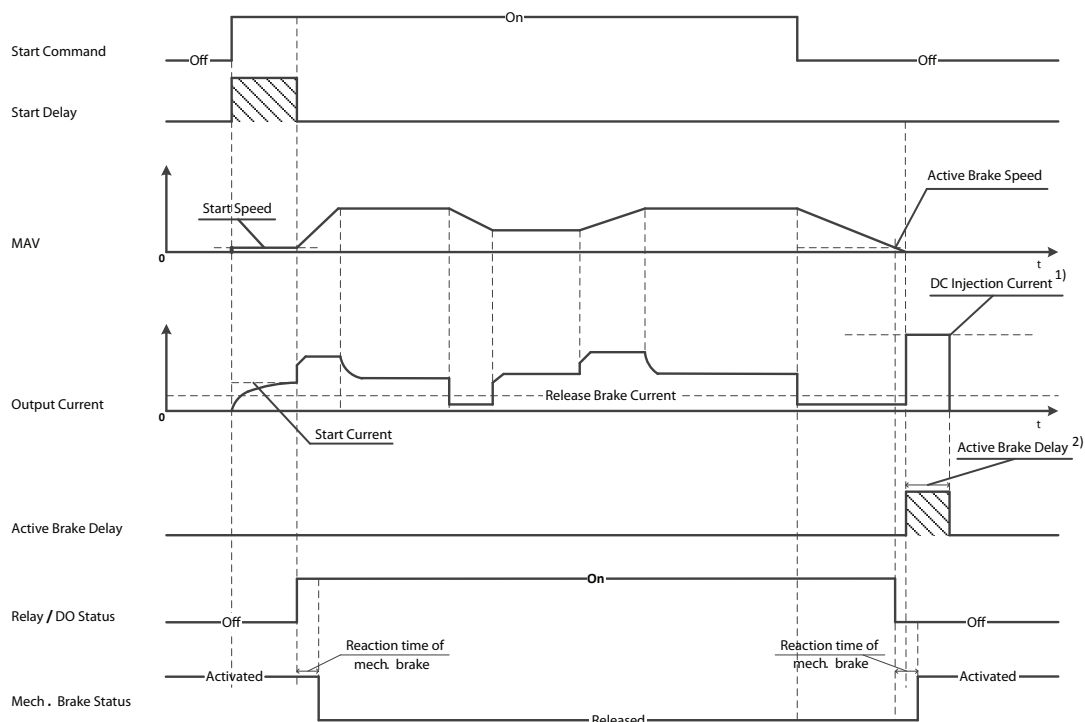 Start Command
Off
On
Off
Start Delay
Active Brake Speed
Start Speed
MAV
0
t
DC Injection Current 1)
Release Brake Current
Output Current
0
t
Start Current
Active Brake Delay 2)
Active Brake Delay
On
Relay / DO Status
Off
Off
Reaction time of
mech. brake
Reaction time of
mech. brake
Activated
Activated
Mech . Brake Status
Released